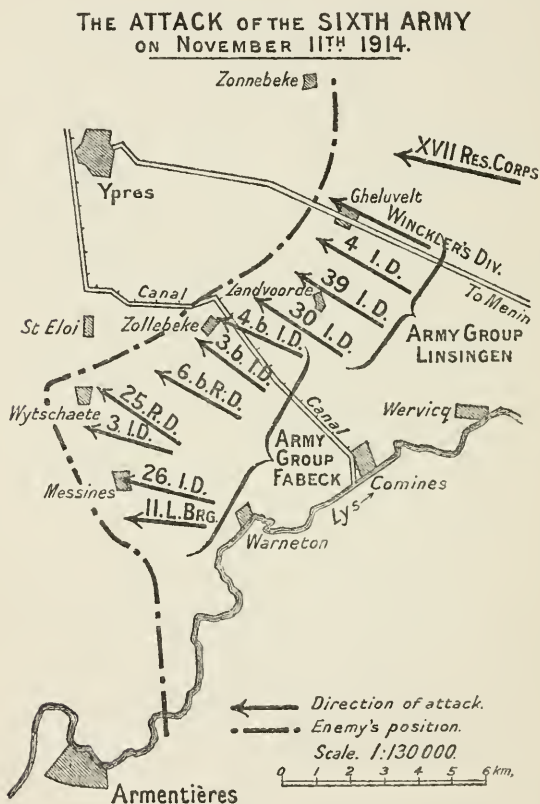 THE ATTACK OF THE SIXTH ARMY
ON NOVEMBER 11TH 1914.
Zonnebeke
XVII RES. CORPS
Ypres
Gheluvelt
WINCKLER'S DIV.
4. I. D.
To Menin
39. I. D.
Canal
Zandvoorde
30. I. D.
ARMY GROUP
LINSINGEN
St Eloi
Zollebeke
4.b. I.D.
3.b. I.D.
6.b.R.D.
Canal
Wervicq
25.R.D.
Wytschaete
3. I.D.
ARMY
GROUP
FABECK
26. I.D.
Messines
Comines
Lys
11.L.BRG.
Warneton
Direction of attack.
Enemy's position.
Scale. 1:130000.
0 1 2 3 4 5 6 km.
Armentières